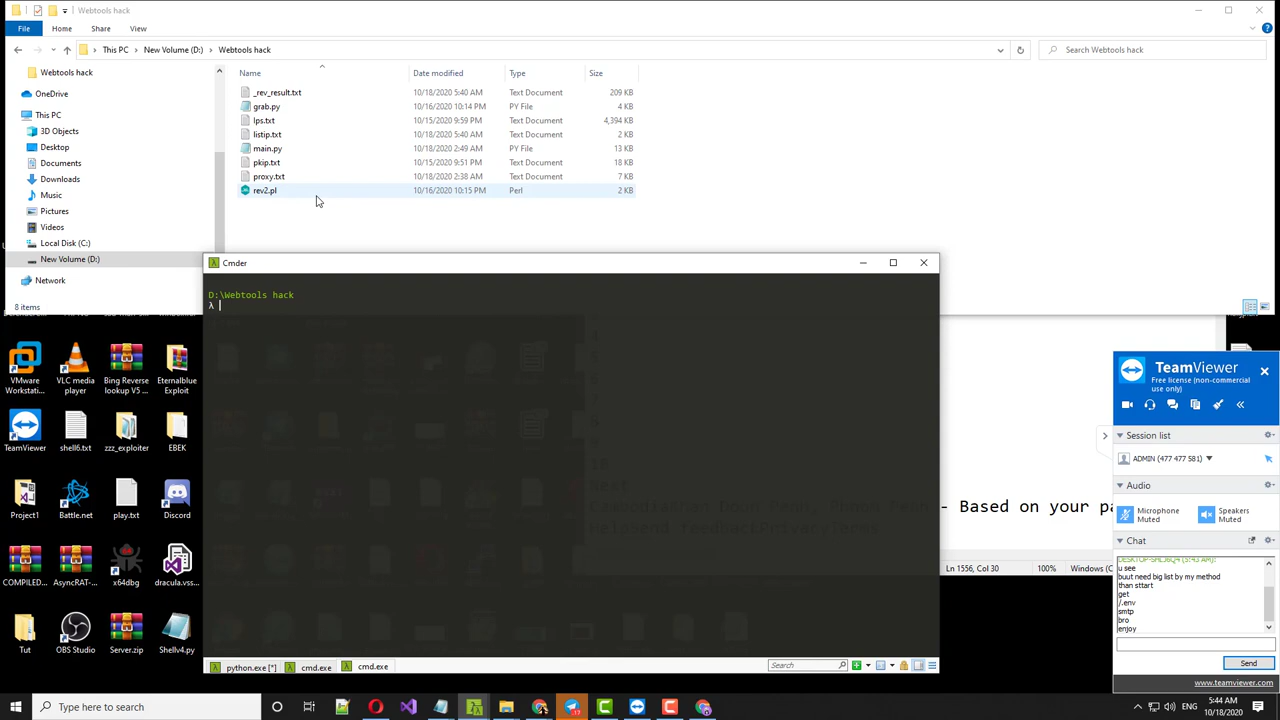 Webtools hack
File
Home
Share
View
This PC
New Volume (D:)
Webtools hack
Search Webtools hack
Webtools hack
OneDrive
This PC
3D Objects
Desktop
Documents
Downloads
Music
Pictures
Videos
Local Disk (C:)
New Volume (D:)
Network
8 items
Name Date modified Type Size
_rev_result.txt 10/18/2020 5:40 AM Text Document 209 KB
grab.py 10/16/2020 10:14 PM PY File 4 KB
Ips.txt 10/15/2020 9:59 PM Text Document 4,394 KB
listip.txt 10/18/2020 5:40 AM Text Document 2 KB
main.py 10/18/2020 2:49 AM PY File 13 KB
pkip.txt 10/15/2020 9:51 PM Text Document 18 KB
proxy.txt 10/18/2020 2:38 AM Text Document 7 KB
rev2.pl 10/16/2020 10:15 PM Perl 2 KB
Cmder
D:\Webtools hack
λ
python.exe [*]
cmd.exe
cmd.exe
Search
VMware Workstati...
VLC media player
Bing Reverse lookup V5 ...
Eternalblue Exploit
TeamViewer
shell6.txt
zzz_exploiter
EBEK
Project1
Battle.net
play.txt
Discord
COMPILED...
AsyncRAT-...
x64dbg
dracula.vss...
Tut
OBS Studio
Server.zip
Shellv4.py
- Based on your pa
Ln 1556, Col 30
100%
Windows (C
TeamViewer
Free license (non-commercial
use only)
Session list
ADMIN (477 477 581)
Audio
Microphone
Muted
Speakers
Muted
Chat
u see
buut need big list by my method
than sttart
get
/.env
smtp
bro
enjoy
Send
www.teamviewer.com
Type here to search
ENG
5:44 AM
10/18/2020